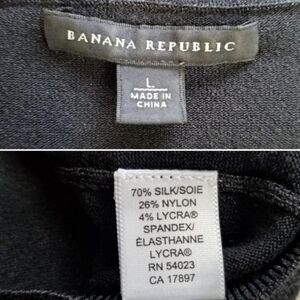 BANANA REPUBLIC
L
MADE IN
CHINA
70% SILK/SOIE
26% NYLON
4% LYCRA®
SPANDEX/
ÉLASTHANNE
LYCRA®
RN 54023
CA 17897